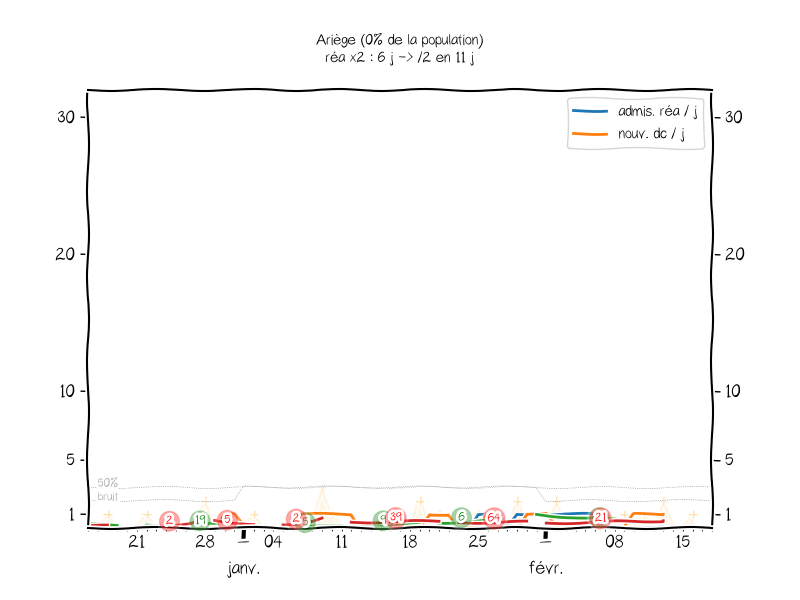 Ariège (0% de la population)
réa x2 : 6 j -> /2 en 11 j
admis. réa / j
nouv. dc / j
30 30
20 20
10 10
5 5
50%
bruit
1 1
2 19 5 2 5 9 39 6 64 21
21 28 04 11 18 25 08 15
janv. févr.